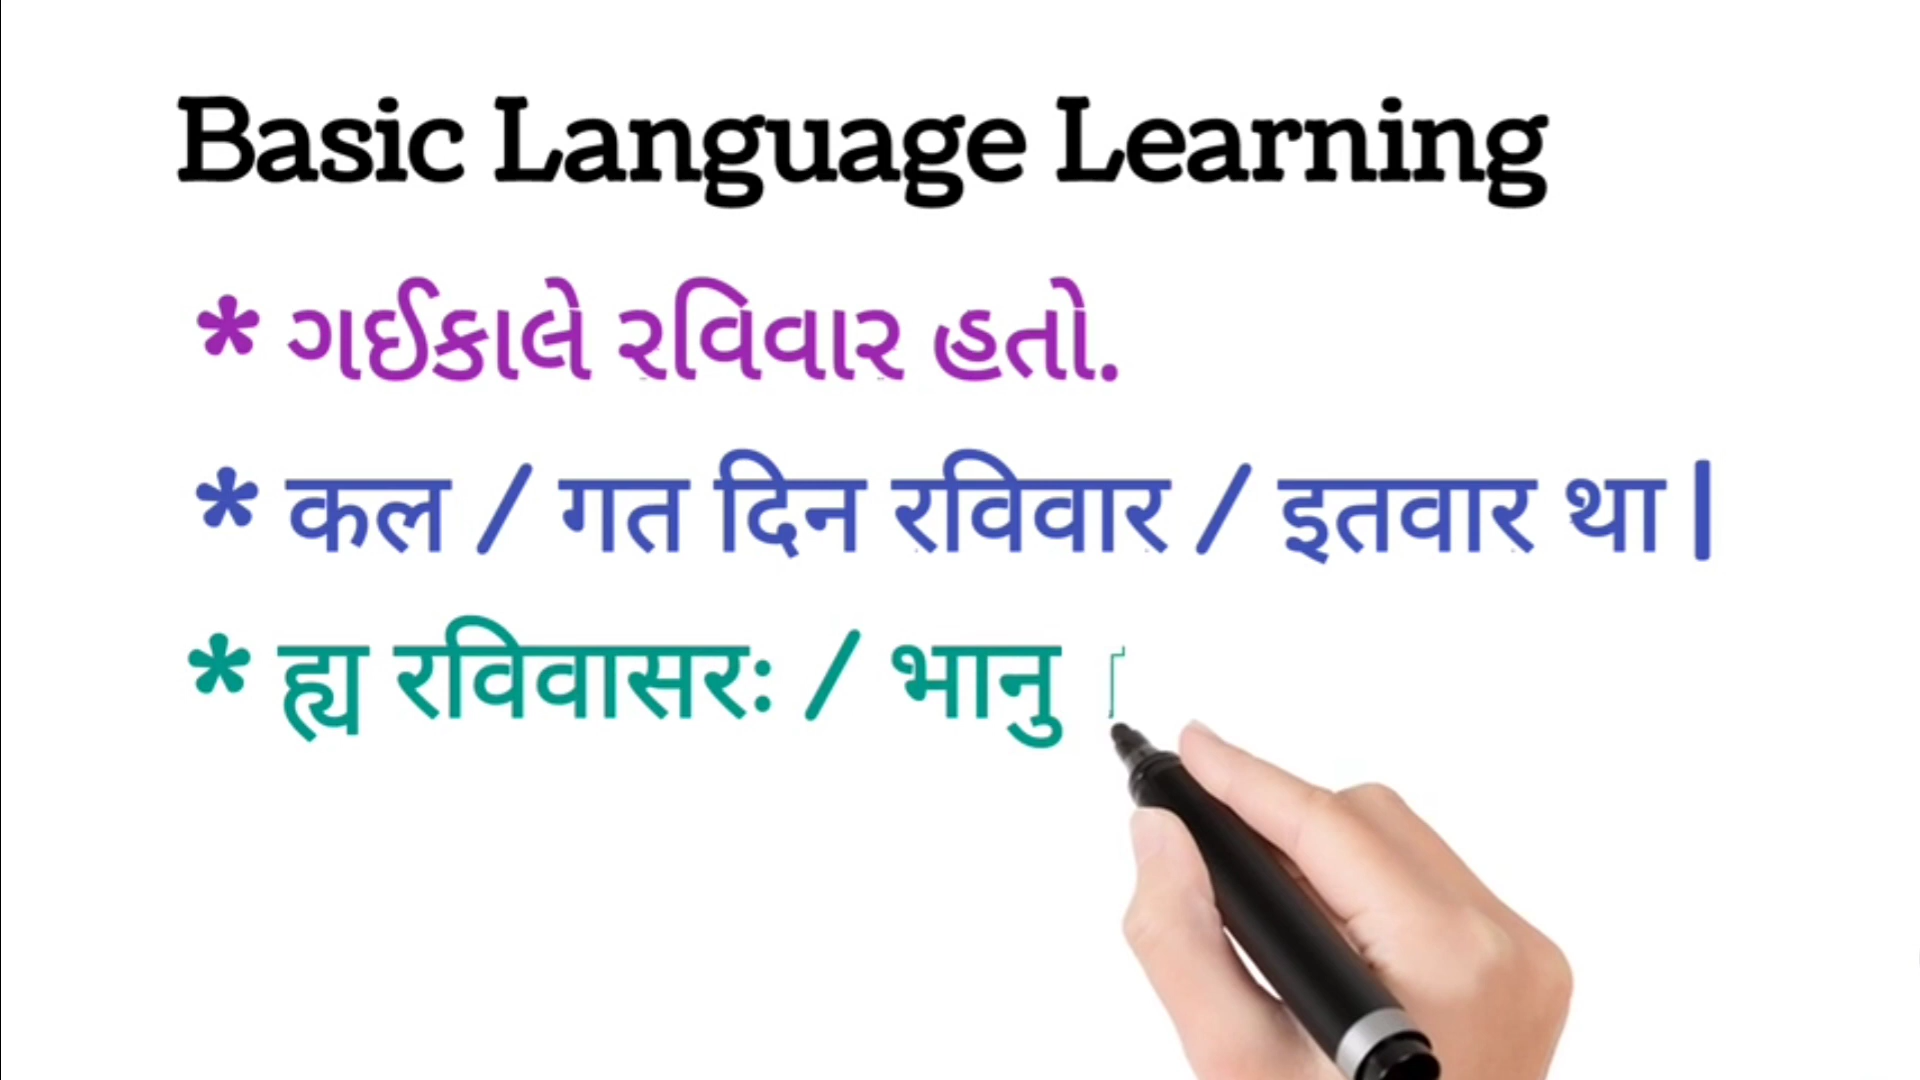 Basic Language Learning
* ગઈકાલે રવિવાર હતો.
* कल / गत दिन रविवार / इतवार था |
* ह्य रविवासरः / भानु